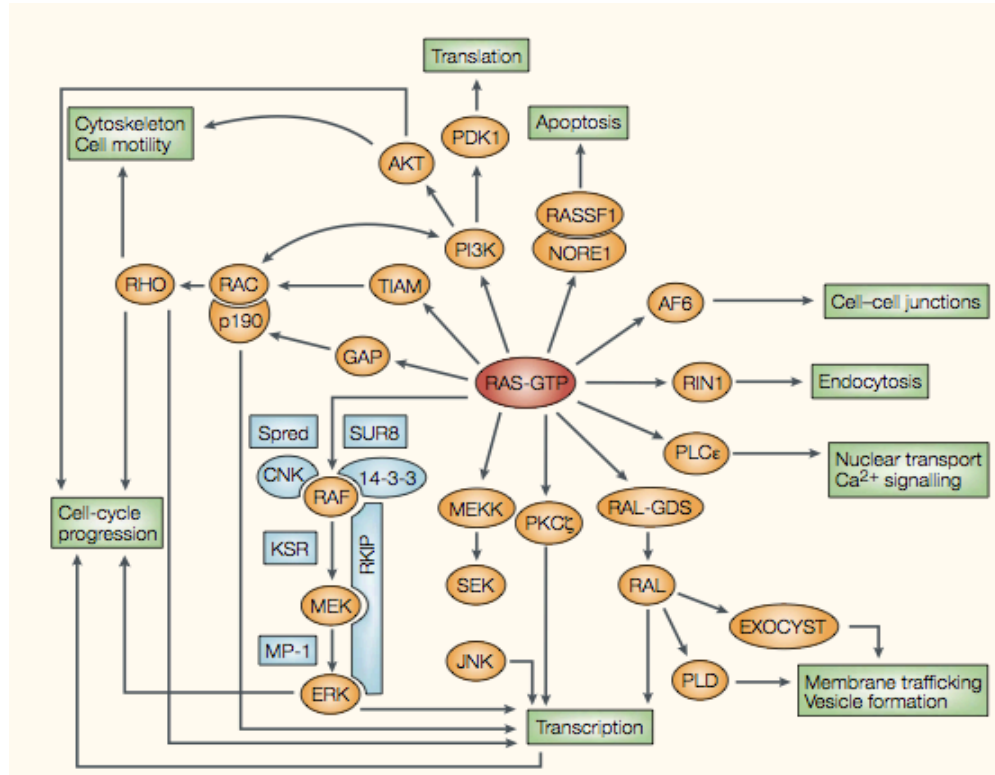 Translation
Cytoskeleton
Cell motility
PDK1
Apoptosis
AKT
RASSF1
NORE1
PI3K
RHO
RAC
TIAM
p190
AF6
Cell–cell junctions
GAP
RAS-GTP
RIN1
Endocytosis
Spred
SUR8
PLCε
Nuclear transport
Ca2+ signalling
CNK
14-3-3
RAF
MEKK
PKCζ
RAL-GDS
Cell-cycle
progression
KSR
RKIP
SEK
RAL
MEK
EXOCYST
MP-1
JNK
PLD
Membrane trafficking
Vesicle formation
ERK
Transcription